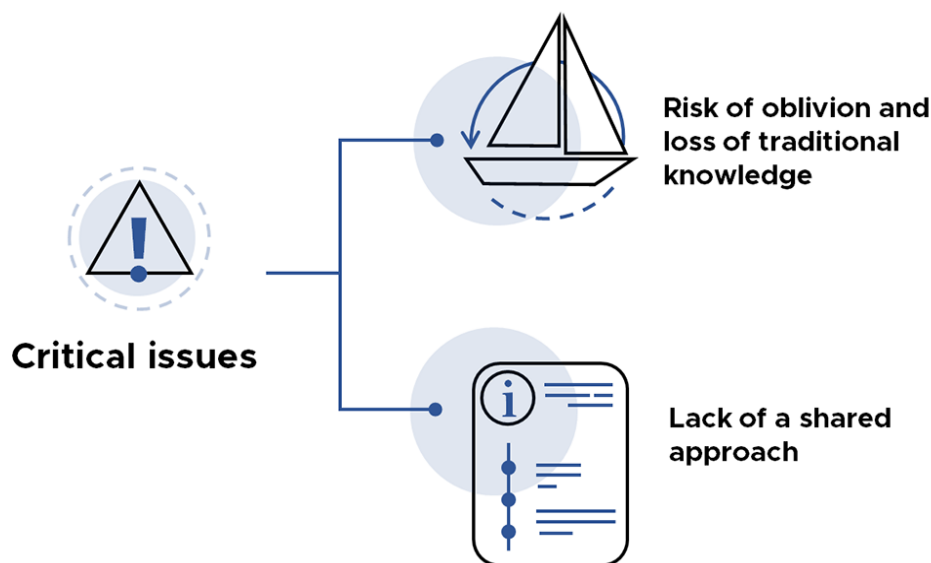 Critical issues
Risk of oblivion and
loss of traditional
knowledge
i
Lack of a shared
approach